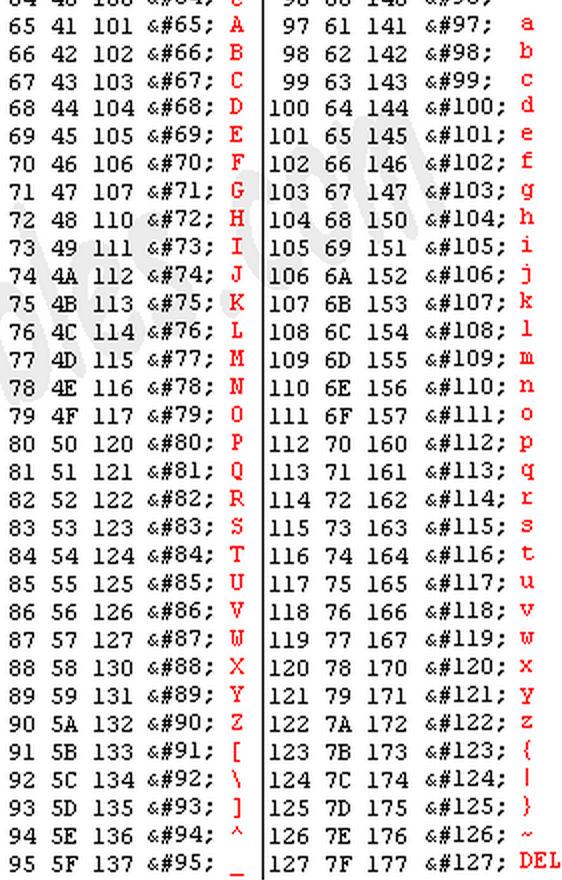 65 41 101 &#65; A 97 61 141 &#97; a
66 42 102 &#66; B 98 62 142 &#98; b
67 43 103 &#67; C 99 63 143 &#99; c
68 44 104 &#68; D 100 64 144 &#100; d
69 45 105 &#69; E 101 65 145 &#101; e
70 46 106 &#70; F 102 66 146 &#102; f
71 47 107 &#71; G 103 67 147 &#103; g
72 48 110 &#72; H 104 68 150 &#104; h
73 49 111 &#73; I 105 69 151 &#105; i
74 4A 112 &#74; J 106 6A 152 &#106; j
75 4B 113 &#75; K 107 6B 153 &#107; k
76 4C 114 &#76; L 108 6C 154 &#108; l
77 4D 115 &#77; M 109 6D 155 &#109; m
78 4E 116 &#78; N 110 6E 156 &#110; n
79 4F 117 &#79; O 111 6F 157 &#111; o
80 50 120 &#80; P 112 70 160 &#112; p
81 51 121 &#81; Q 113 71 161 &#113; q
82 52 122 &#82; R 114 72 162 &#114; r
83 53 123 &#83; S 115 73 163 &#115; s
84 54 124 &#84; T 116 74 164 &#116; t
85 55 125 &#85; U 117 75 165 &#117; u
86 56 126 &#86; V 118 76 166 &#118; v
87 57 127 &#87; W 119 77 167 &#119; w
88 58 130 &#88; X 120 78 170 &#120; x
89 59 131 &#89; Y 121 79 171 &#121; y
90 5A 132 &#90; Z 122 7A 172 &#122; z
91 5B 133 &#91; [ 123 7B 173 &#123; {
92 5C 134 &#92; \ 124 7C 174 &#124; |
93 5D 135 &#93; ] 125 7D 175 &#125; }
94 5E 136 &#94; ^ 126 7E 176 &#126; ~
95 5F 137 &#95; _ 127 7F 177 &#127; DEL